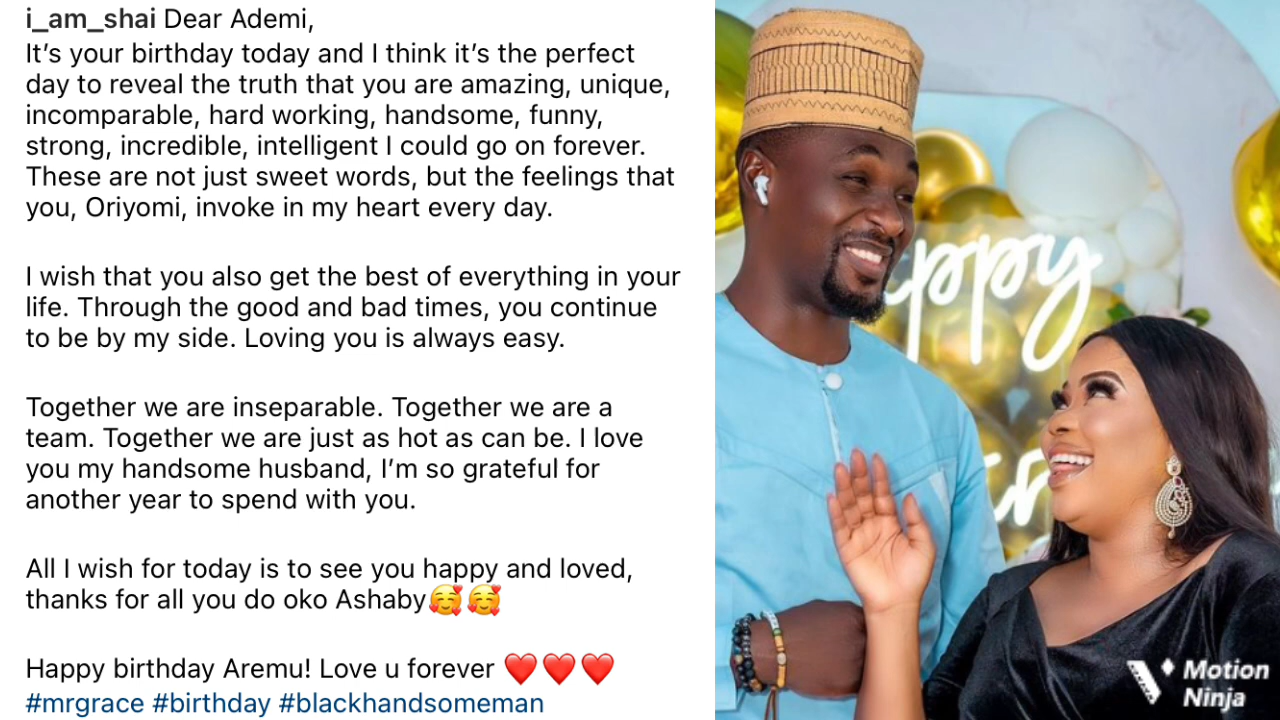 i_am_shai Dear Ademi,
It’s your birthday today and I think it’s the perfect
day to reveal the truth that you are amazing, unique,
incomparable, hard working, handsome, funny,
strong, incredible, intelligent I could go on forever.
These are not just sweet words, but the feelings that
you, Oriyomi, invoke in my heart every day.
I wish that you also get the best of everything in your
life. Through the good and bad times, you continue
to be by my side. Loving you is always easy.
Together we are inseparable. Together we are a
team. Together we are just as hot as can be. I love
you my handsome husband, I’m so grateful for
another year to spend with you.
All I wish for today is to see you happy and loved,
thanks for all you do oko Ashaby🥰🥰
Happy birthday Aremu! Love u forever ❤️❤️❤️
#mrgrace #birthday #blackhandsomeman
ppy
Motion
Ninja